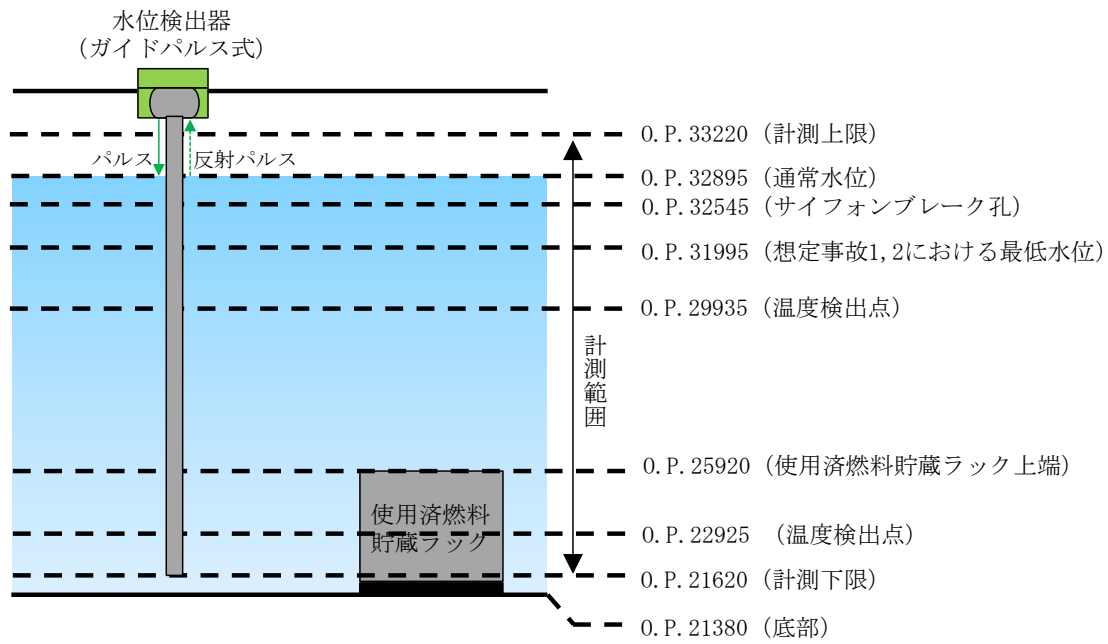 水位検出器
(ガイドパルス式)
O.P.33220 (計測上限)
パルス
反射パルス
O.P.32895 (通常水位)
O.P.32545 (サイフォンブレーク孔)
O.P.31995 (想定事故1,2における最低水位)
O.P.29935 (温度検出点)
計測範囲
O.P.25920 (使用済燃料貯蔵ラック上端)
使用済燃料
貯蔵ラック
O.P.22925 (温度検出点)
O.P.21620 (計測下限)
O.P.21380 (底部)